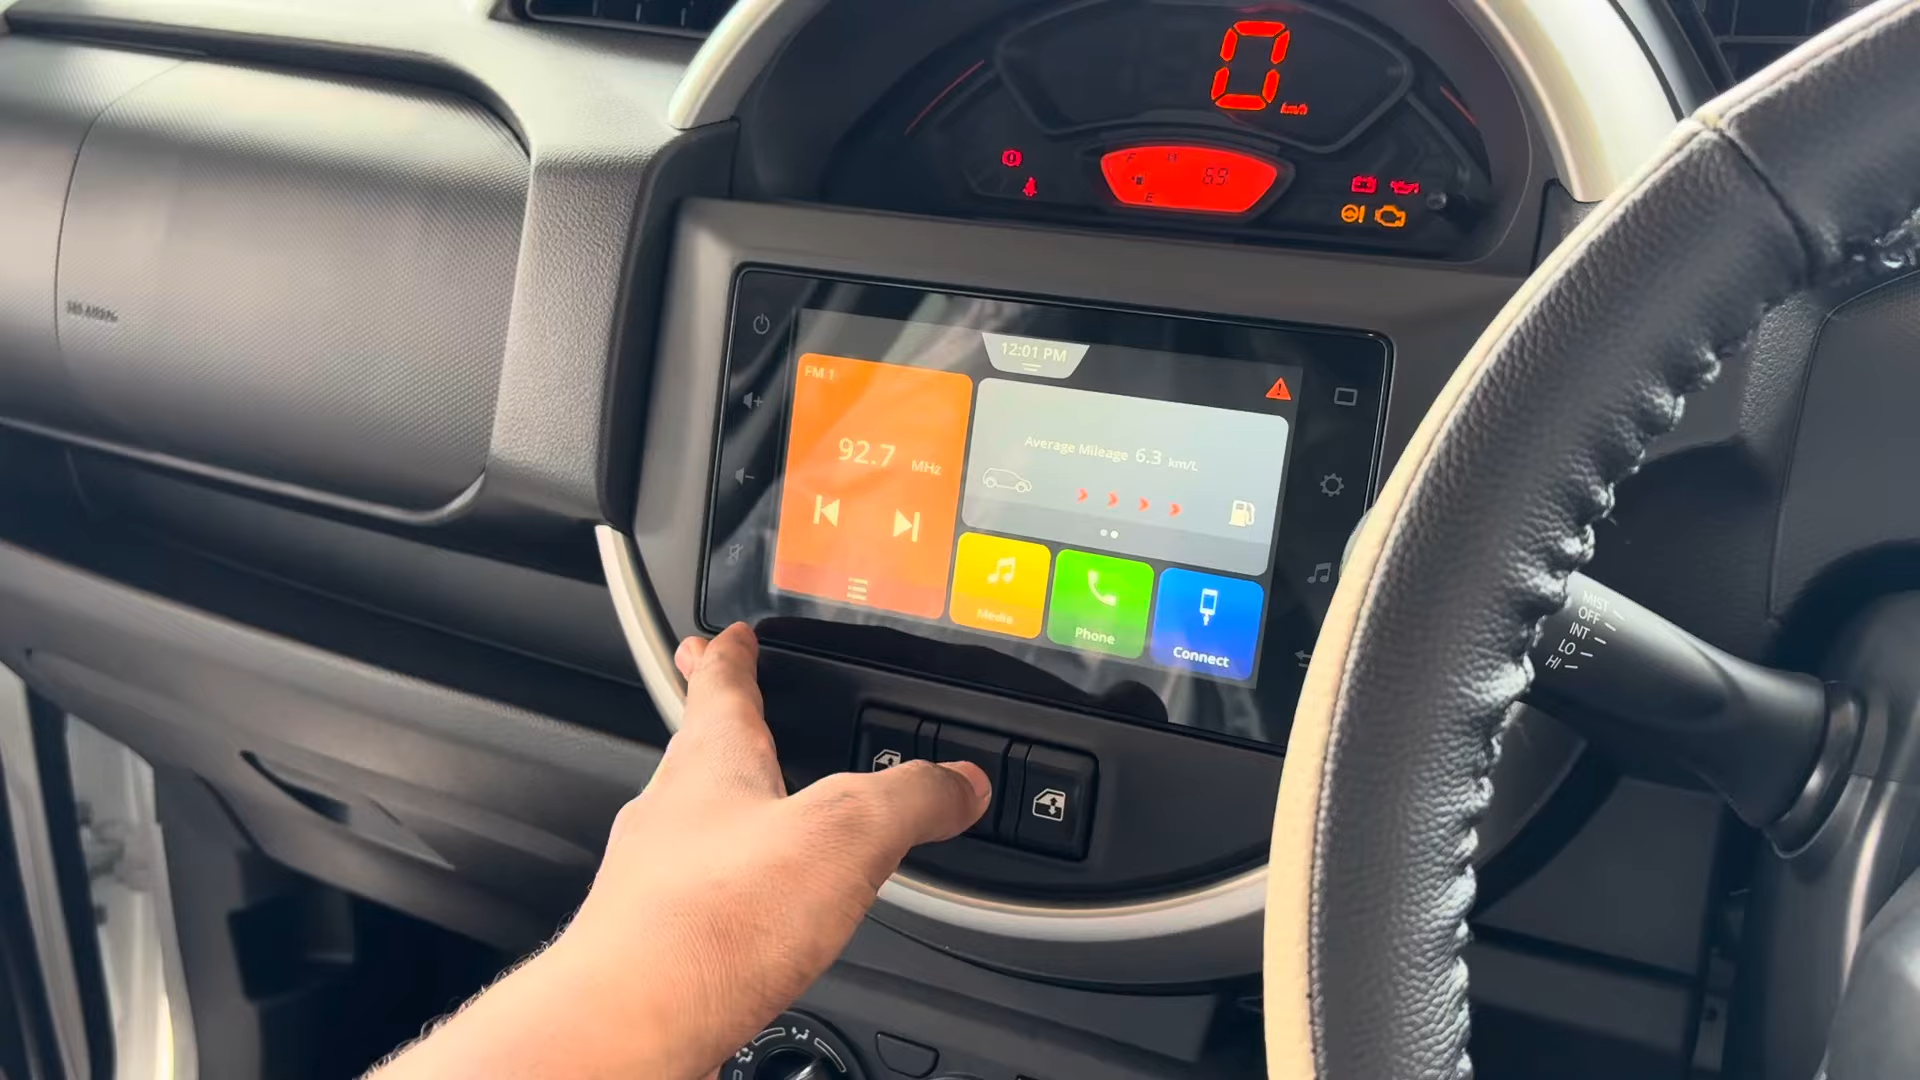 0 km/h
F
N
69
E
12:01 PM
FM 1
92.7 MHz
Average Mileage 6.3 km/L
Media
Phone
Connect
MIST
OFF
INT
LO
HI